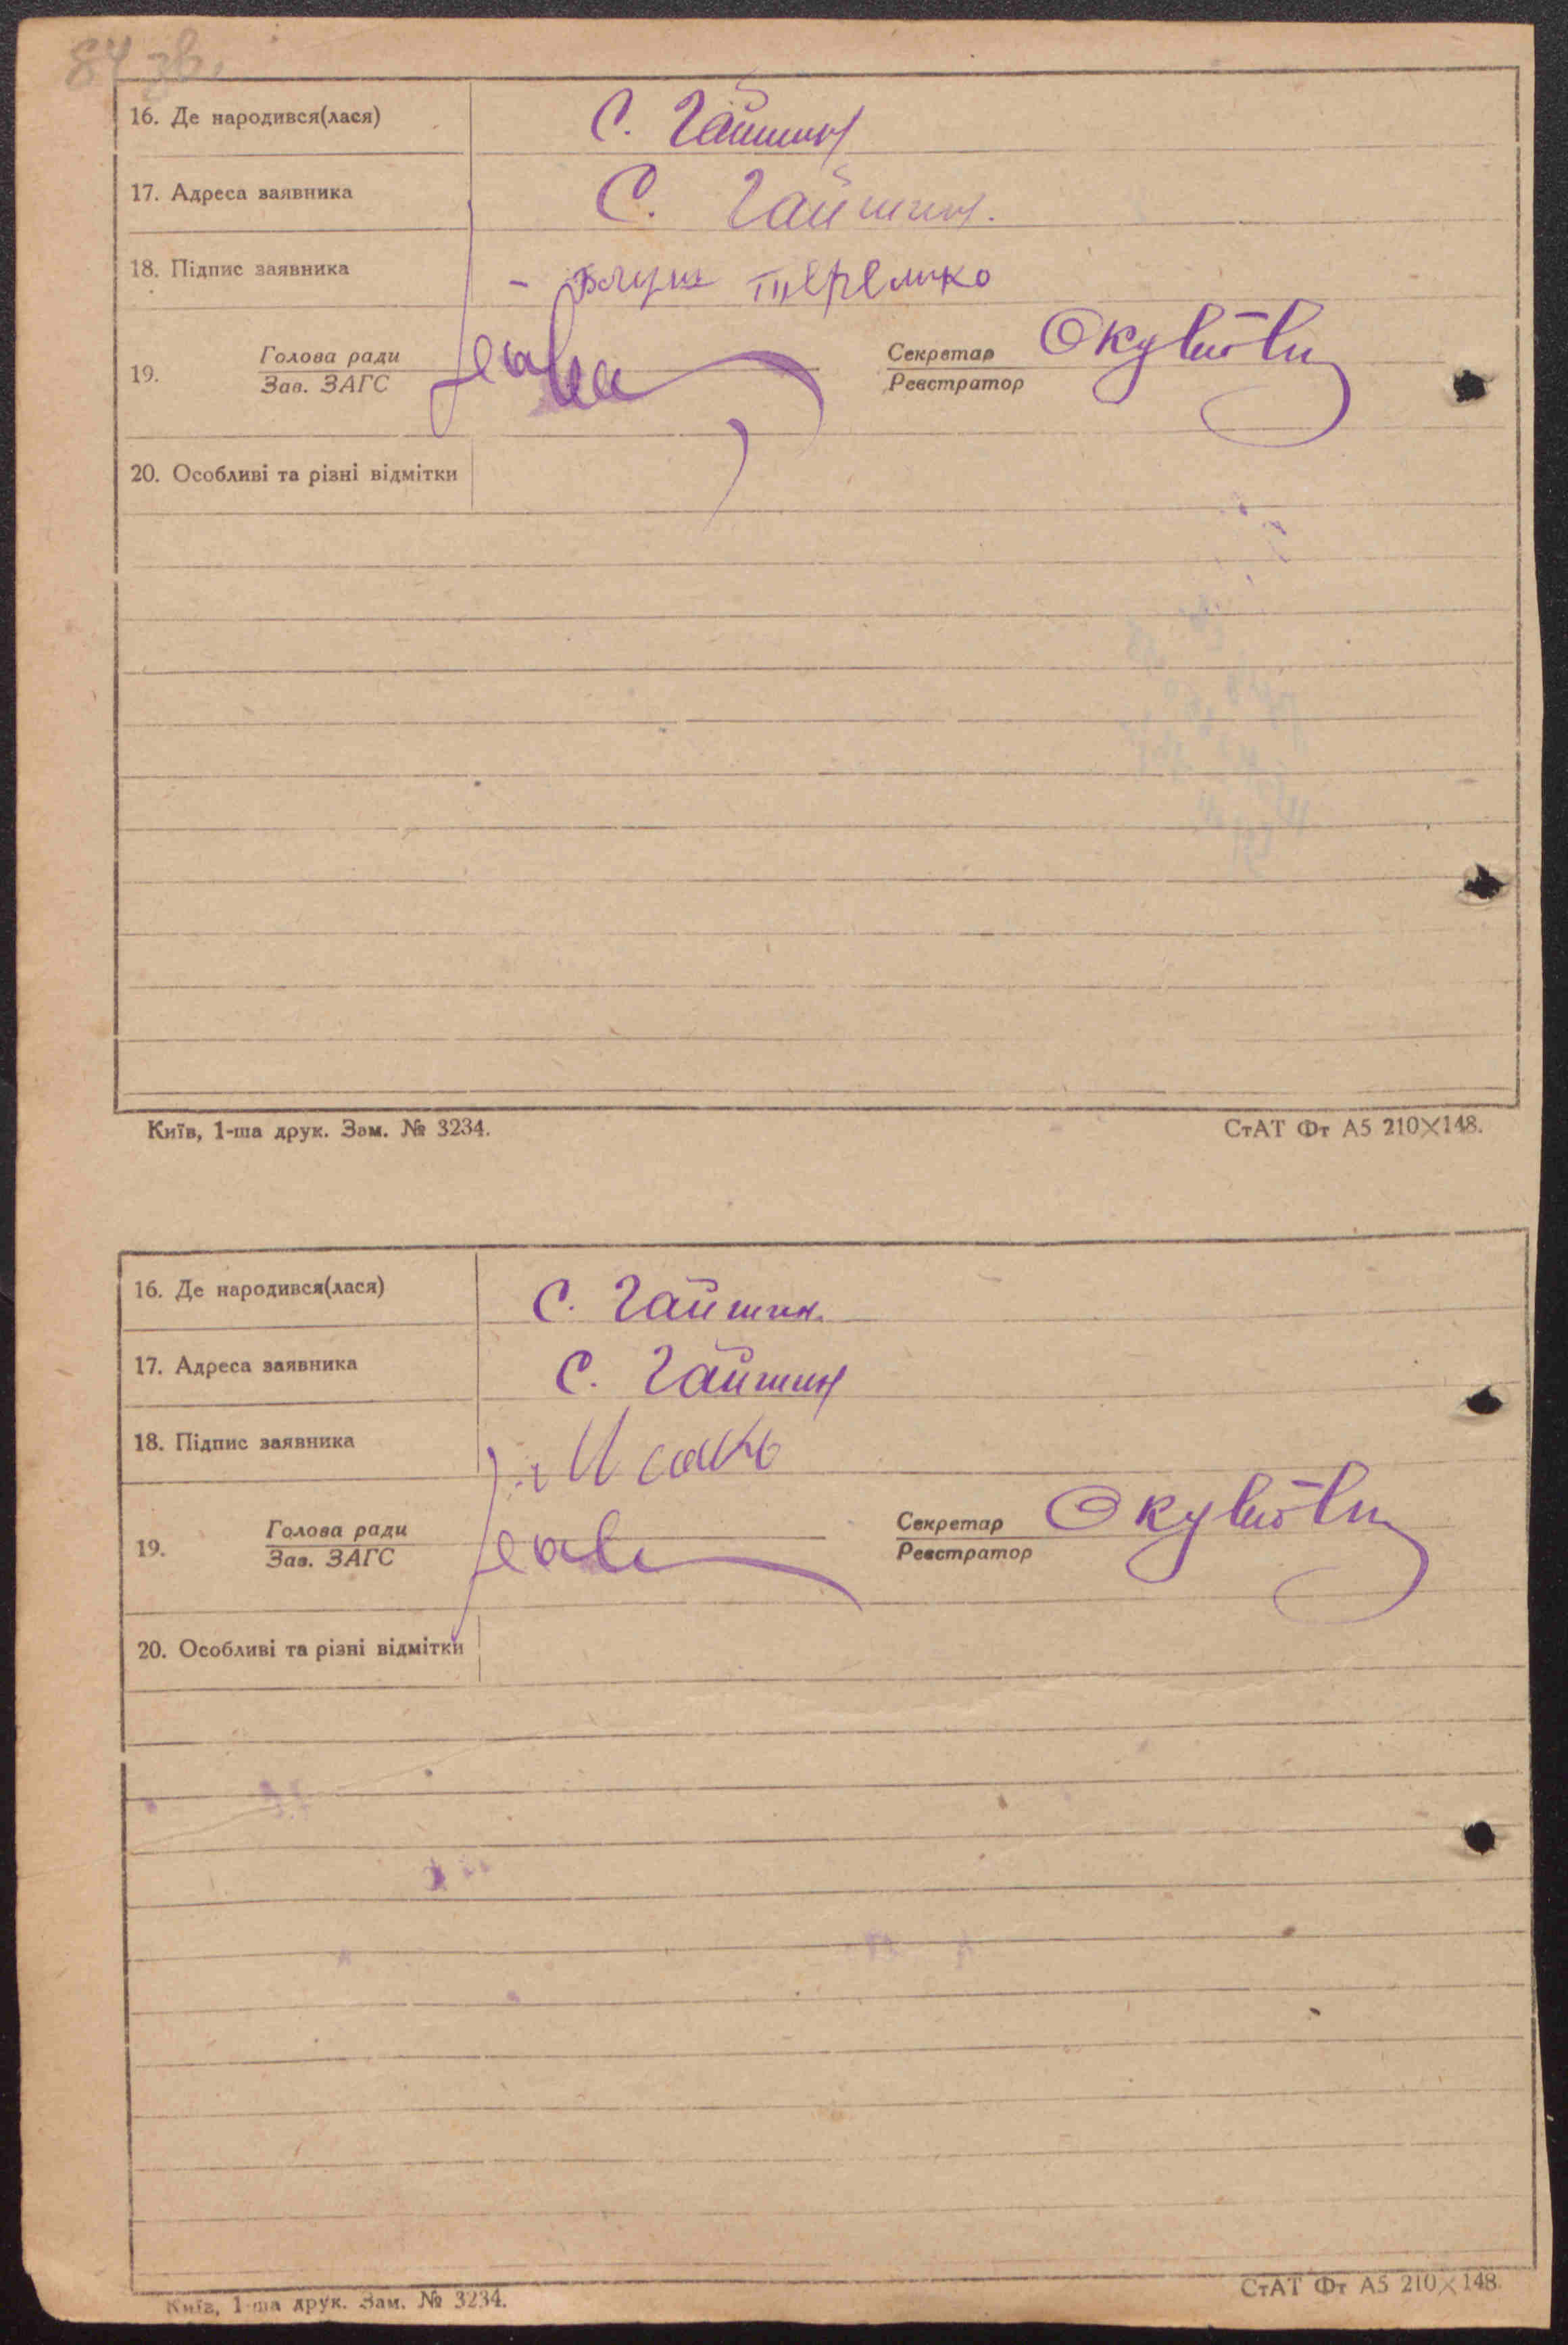 84 зв.
16. Де народився(лася) С. Гайшин
17. Адреса заявника С. Гайшин.
18. Підпис заявника
Голова ради Секретар
19.
Зав. ЗАГС Реєстратор
20. Особливі та різні відмітки
Київ, 1-ша друк. Зам. № 3234. СтАТ Фт А5 210×148.
16. Де народився(лася) С. Гайшин.
17. Адреса заявника С. Гайшин
18. Підпис заявника
Голова ради Секретар
19.
Зав. ЗАГС Реєстратор
20. Особливі та різні відмітки
Київ, 1-ша друк. Зам. № 3234. СтАТ Фт А5 210×148.